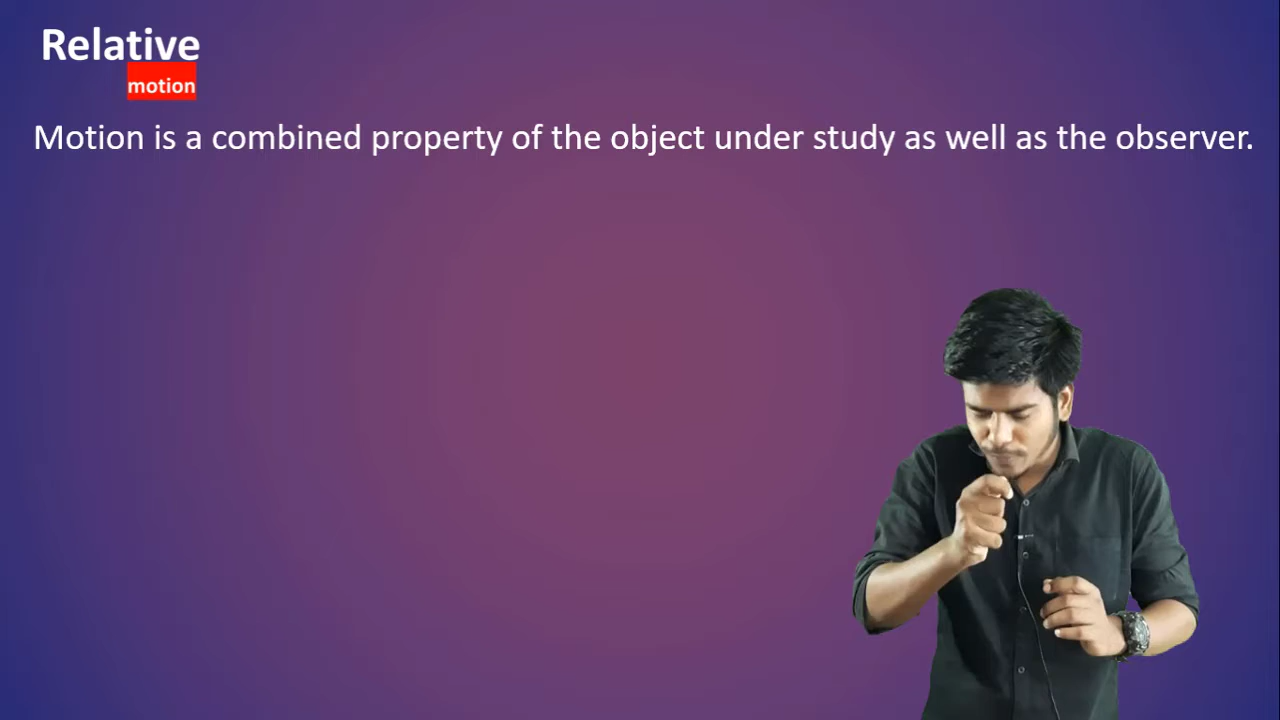 Relative
motion
Motion is a combined property of the object under study as well as the observer.